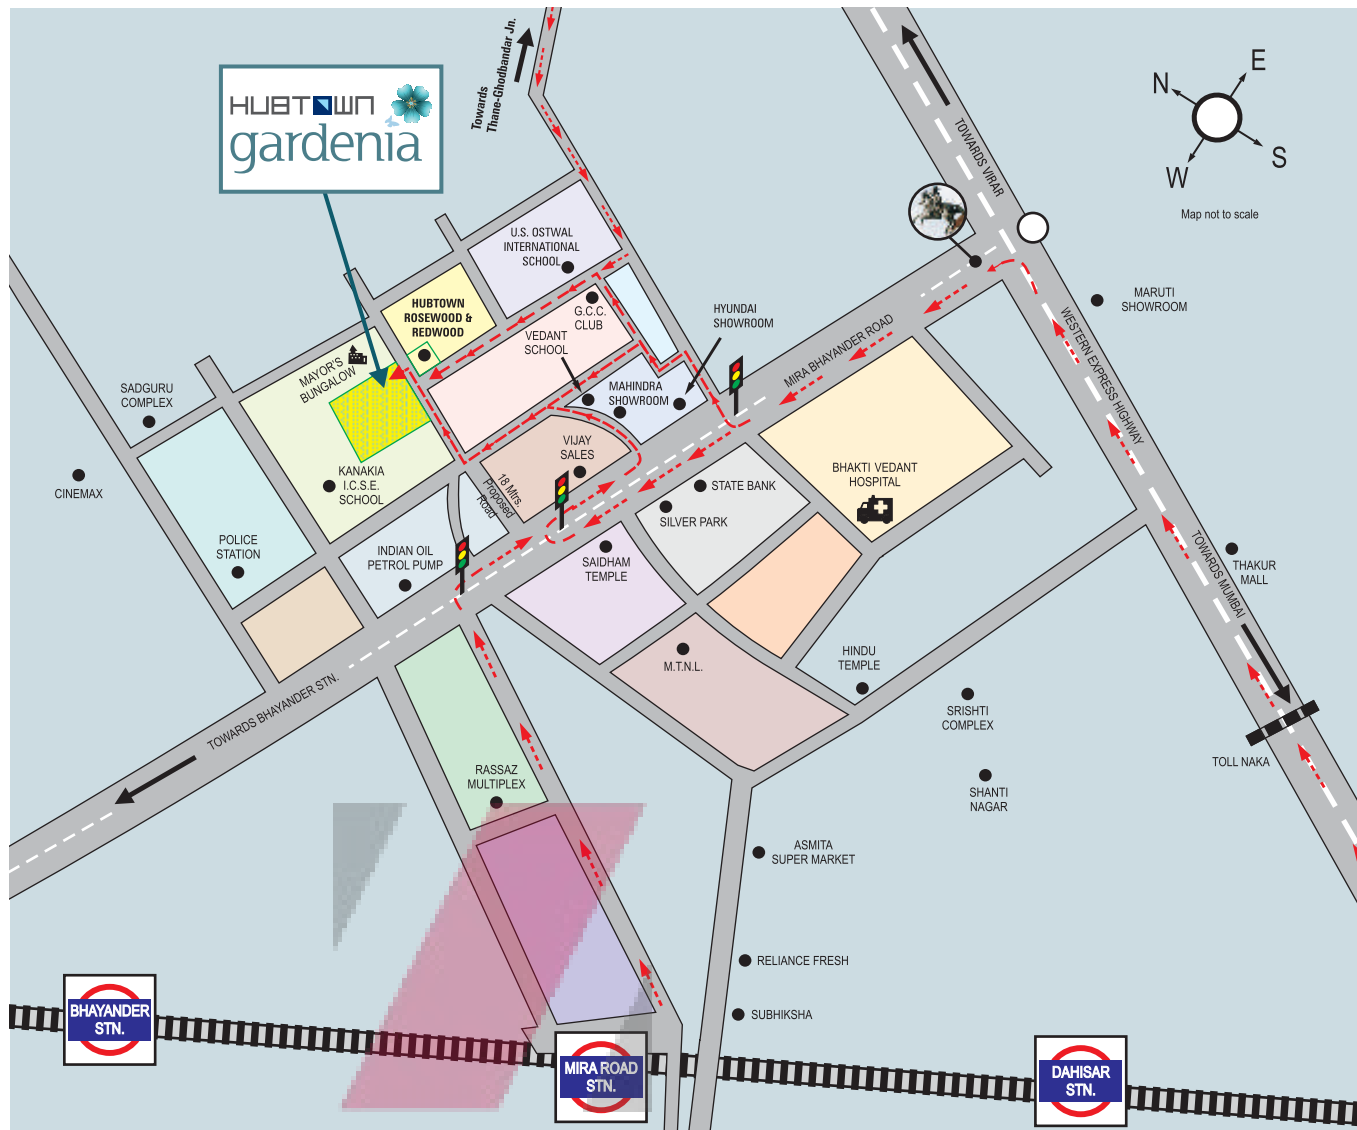 Towards
Thane-Ghodbandar Jn.
HUBTOWN
gardenia
TOWARDS VIRAR
N
E
S
W
Map not to scale
U.S. OSTWAL
INTERNATIONAL
SCHOOL
HUBTOWN
ROSEWOOD &
REDWOOD
G.C.C.
CLUB
VEDANT
SCHOOL
HYUNDAI
SHOWROOM
MIRA BHAYANDER ROAD
WESTERN EXPRESS HIGHWAY
MARUTI
SHOWROOM
MAYOR'S
BUNGALOW
SADGURU
COMPLEX
MAHINDRA
SHOWROOM
VIJAY
SALES
KANAKIA
I.C.S.E.
SCHOOL
CINEMAX
18 Mtrs.
Proposed
Road
STATE BANK
SILVER PARK
BHAKTI VEDANT
HOSPITAL
POLICE
STATION
INDIAN OIL
PETROL PUMP
SAIDHAM
TEMPLE
TOWARDS MUMBAI
THAKUR
MALL
M.T.N.L.
HINDU
TEMPLE
SRISHTI
COMPLEX
TOWARDS BHAYANDER STN.
TOLL NAKA
RASSAZ
MULTIPLEX
SHANTI
NAGAR
ASMITA
SUPER MARKET
RELIANCE FRESH
SUBHIKSHA
BHAYANDER
STN.
MIRA ROAD
STN.
DAHISAR
STN.